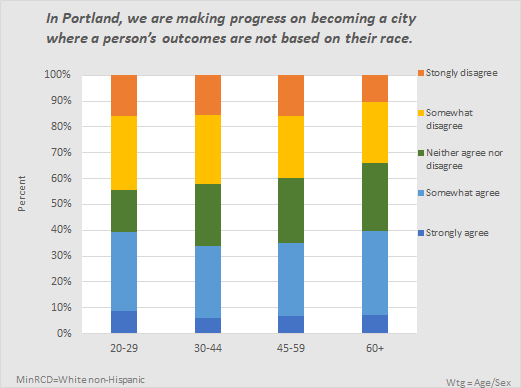 In Portland, we are making progress on becoming a city
where a person's outcomes are not based on their race.
100%
90%
80%
70%
60%
50%
40%
30%
20%
10%
0%
Percent
20-29
30-44
45-59
60+
Stongly disagree
Somewhat
disagree
Neither agree nor
disagree
Somewhat agree
Strongly agree
MinRCD=White non-Hispanic
Wtg = Age/Sex